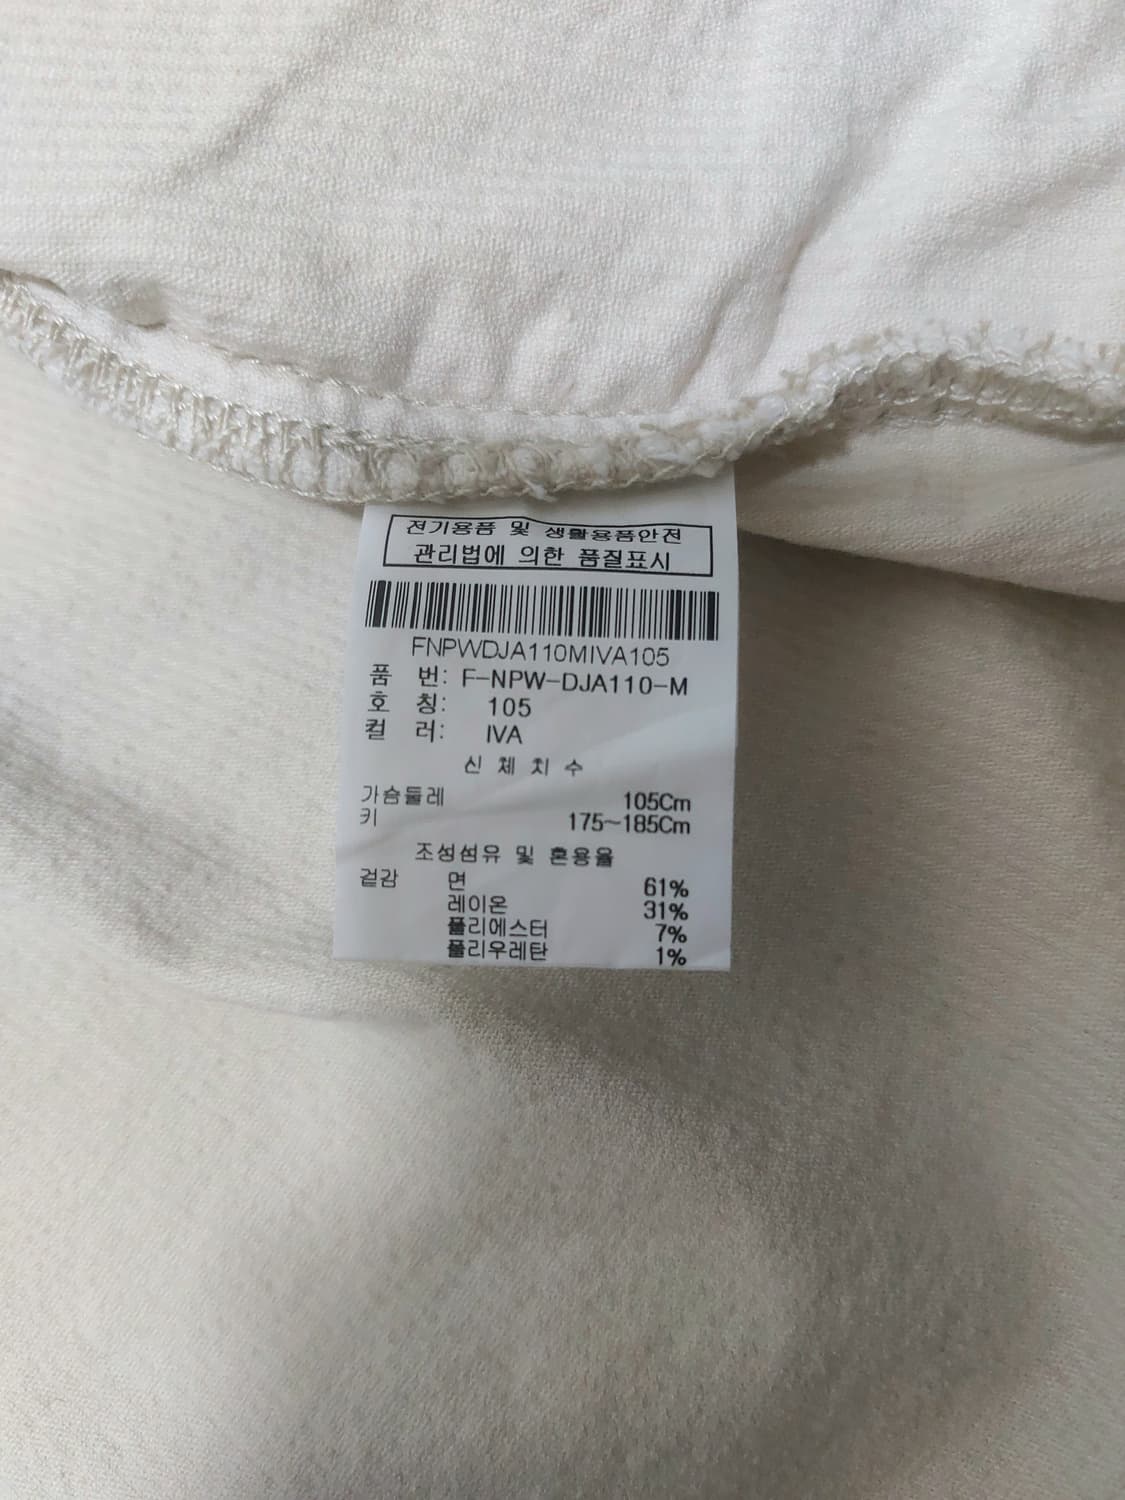 전기용품 및 생활용품안전
관리법에 의한 품질표시
FNPWDJA110MIVA105
품 번: F-NPW-DJA110-M
호 칭: 105
컬 러: IVA
신 체 치 수
가슴둘레 105Cm
키 175~185Cm
조성섬유 및 혼용율
겉감 면 61%
레이온 31%
폴리에스터 7%
폴리우레탄 1%